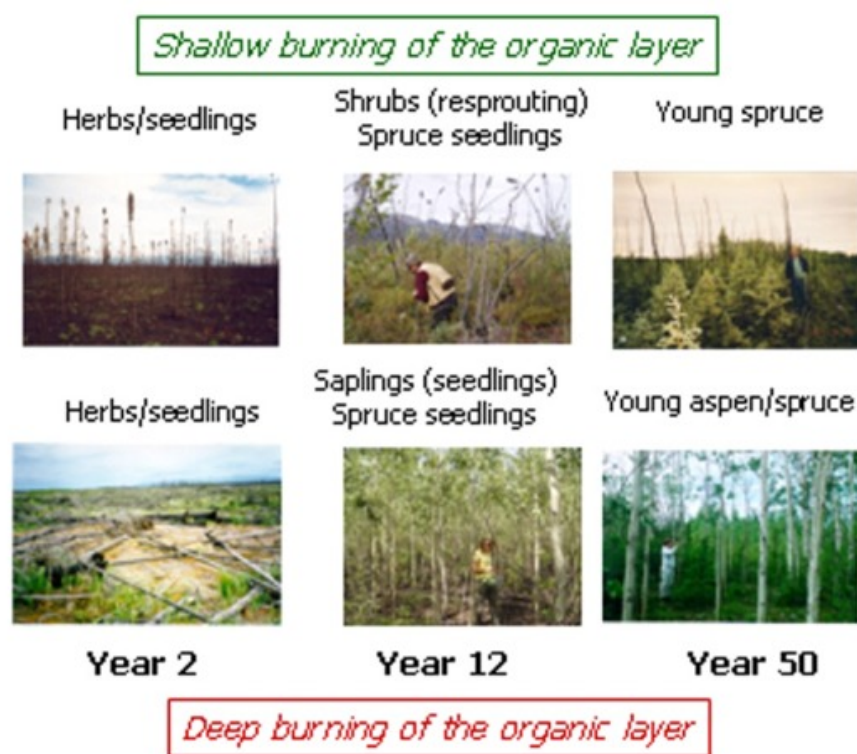 Shallow burning of the organic layer
Herbs/seedlings
Shrubs (resprouting)
Spruce seedlings
Young spruce
Herbs/seedlings
Saplings (seedlings)
Spruce seedlings
Young aspen/spruce
Year 2
Year 12
Year 50
Deep burning of the organic layer